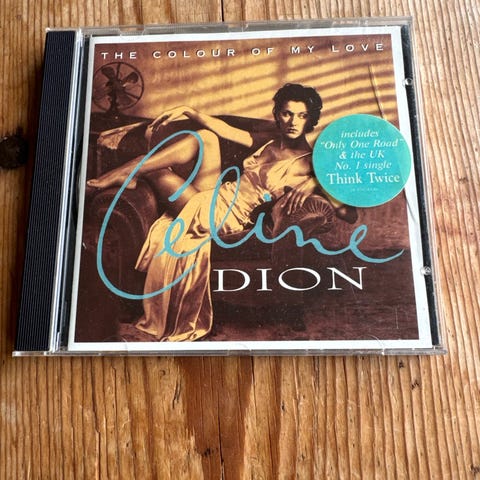 THE COLOUR OF MY LOVE
includes
"Only One Road"
& the UK
No. 1 single
Think Twice
Celine
DION